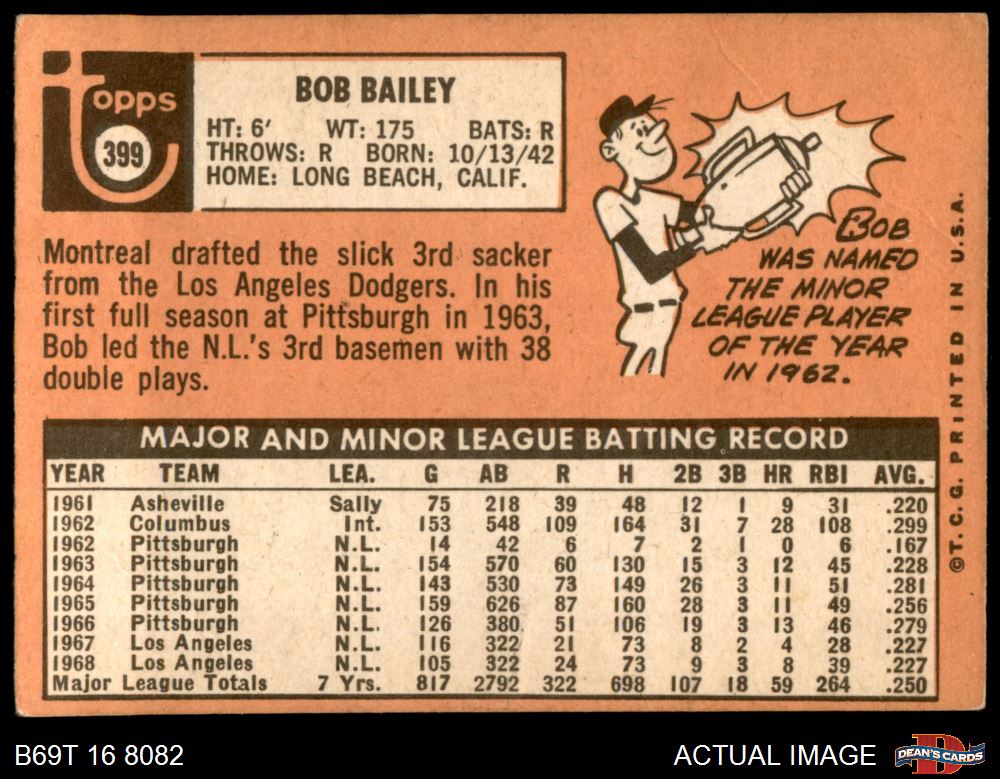 topps
399
BOB BAILEY
HT: 6' WT: 175 BATS: R
THROWS: R BORN: 10/13/42
HOME: LONG BEACH, CALIF.
Montreal drafted the slick 3rd sacker
from the Los Angeles Dodgers. In his
first full season at Pittsburgh in 1963,
Bob led the N.L.'s 3rd basemen with 38
double plays.
BOB
WAS NAMED
THE MINOR
LEAGUE PLAYER
OF THE YEAR
IN 1962.
©T.C.G. PRINTED IN U.S.A.
MAJOR AND MINOR LEAGUE BATTING RECORD
YEAR TEAM LEA. G AB R H 2B 3B HR RBI AVG.
1961 Asheville Sally 75 218 39 48 12 1 9 31 .220
1962 Columbus Int. 153 548 109 164 31 7 28 108 .299
1962 Pittsburgh N.L. 14 42 6 7 2 1 0 6 .167
1963 Pittsburgh N.L. 154 570 60 130 15 3 12 45 .228
1964 Pittsburgh N.L. 143 530 73 149 26 3 11 51 .281
1965 Pittsburgh N.L. 159 626 87 160 28 3 11 49 .256
1966 Pittsburgh N.L. 126 380 51 106 19 3 13 46 .279
1967 Los Angeles N.L. 116 322 21 73 8 2 4 28 .227
1968 Los Angeles N.L. 105 322 24 73 9 3 8 39 .227
Major League Totals 7 Yrs. 817 2792 322 698 107 18 59 264 .250
B69T 16 8082
ACTUAL IMAGE
D
DEAN'S CARDS